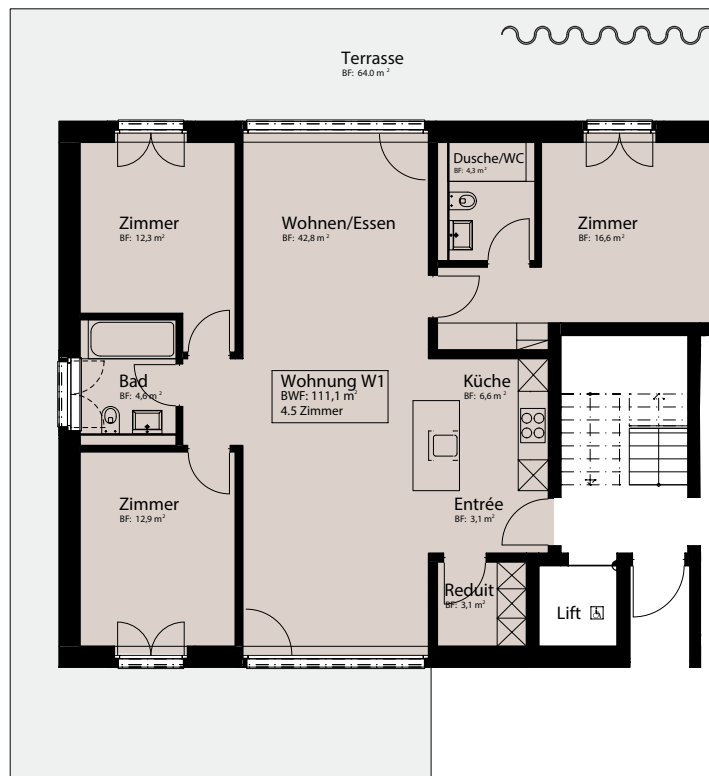 Terrasse
BF: 64.0 m²
Dusche/WC
BF: 4,3 m²
Zimmer
BF: 12,3 m²
Wohnen/Essen
BF: 42,8 m²
Zimmer
BF: 16,6 m²
Bad
BF: 4,6 m²
Wohnung W1
BWF: 111,1 m²
4.5 Zimmer
Küche
BF: 6,6 m²
Zimmer
BF: 12,9 m²
Entrée
BF: 3,1 m²
Reduit
BF: 3,1 m²
Lift